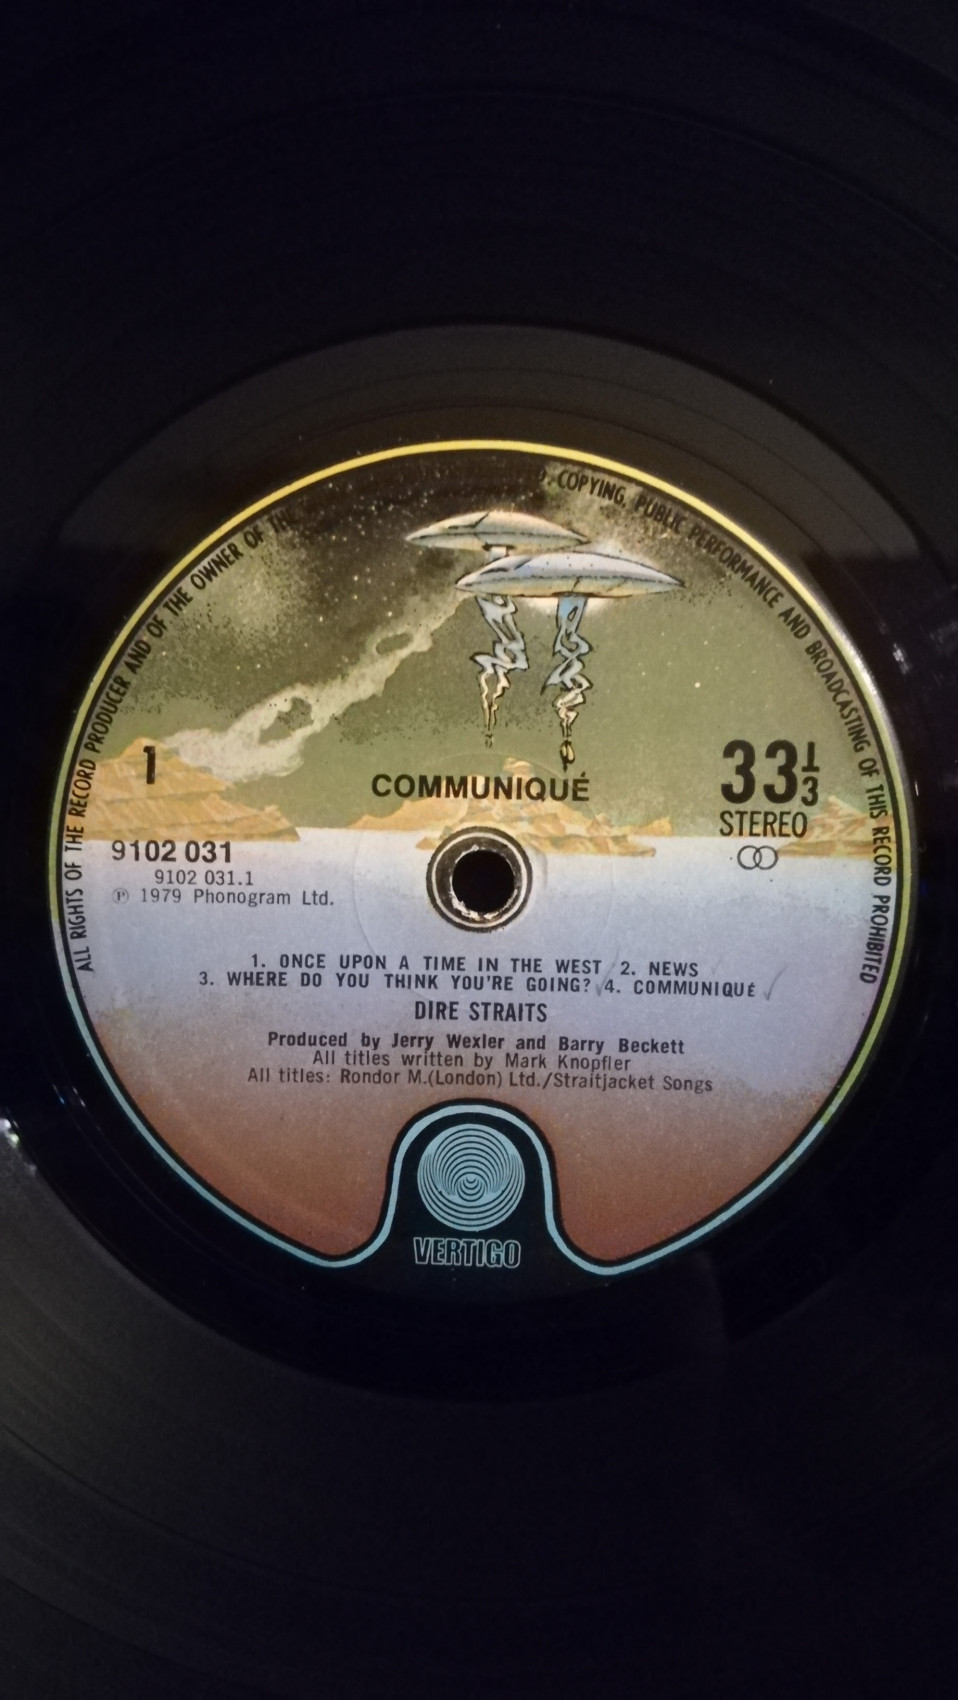 ALL RIGHTS OF THE RECORD PRODUCER AND OF THE OWNER OF THE
COPYING, PUBLIC PERFORMANCE AND BROADCASTING OF THIS RECORD PROHIBITED
1
COMMUNIQUÉ
33⅓
STEREO
9102 031
9102 031.1
℗ 1979 Phonogram Ltd.
1. ONCE UPON A TIME IN THE WEST 2. NEWS
3. WHERE DO YOU THINK YOU'RE GOING? 4. COMMUNIQUÉ
DIRE STRAITS
Produced by Jerry Wexler and Barry Beckett
All titles written by Mark Knopfler
All titles: Rondor M.(London) Ltd./Straitjacket Songs
VERTIGO